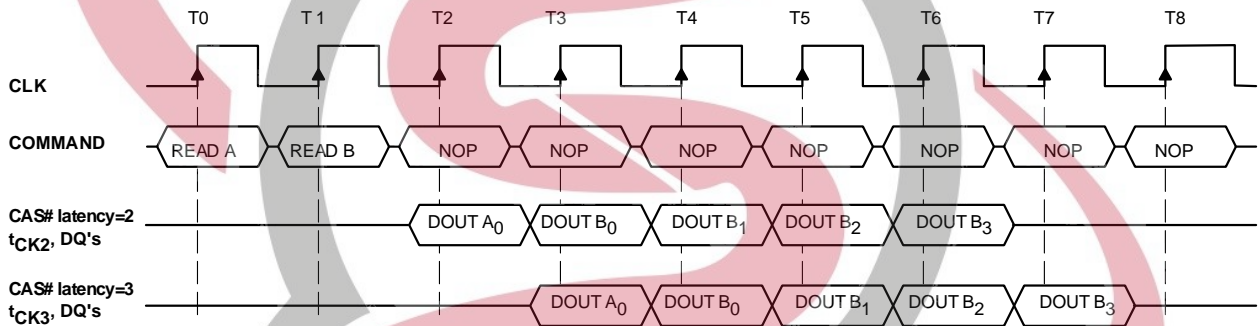 T0 T1 T2 T3 T4 T5 T6 T7 T8
CLK
COMMAND READ A READ B NOP NOP NOP NOP NOP NOP NOP
CAS# latency=2
tCK2, DQ's DOUT A0 DOUT B0 DOUT B1 DOUT B2 DOUT B3
CAS# latency=3
tCK3, DQ's DOUT A0 DOUT B0 DOUT B1 DOUT B2 DOUT B3